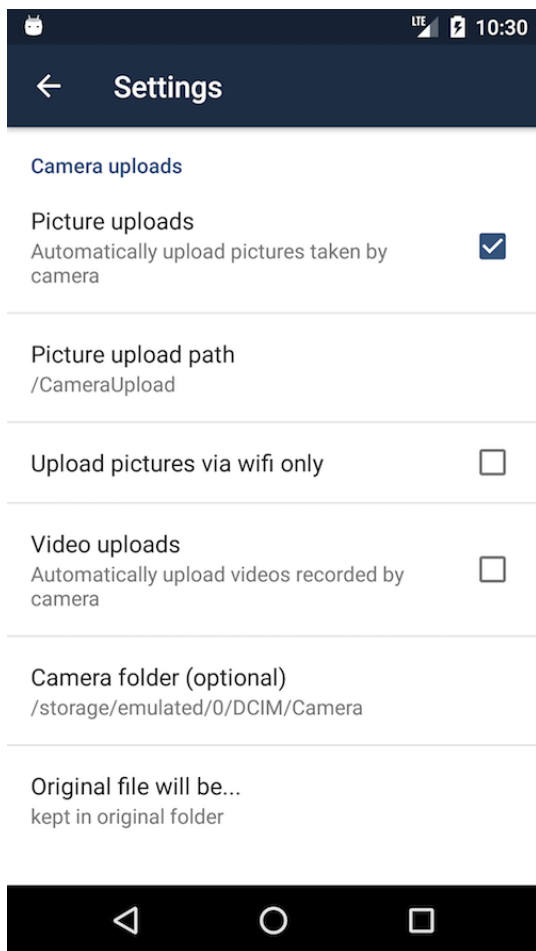 LTE 10:30
Settings
Camera uploads
Picture uploads
Automatically upload pictures taken by
camera
Picture upload path
/CameraUpload
Upload pictures via wifi only
Video uploads
Automatically upload videos recorded by
camera
Camera folder (optional)
/storage/emulated/0/DCIM/Camera
Original file will be...
kept in original folder